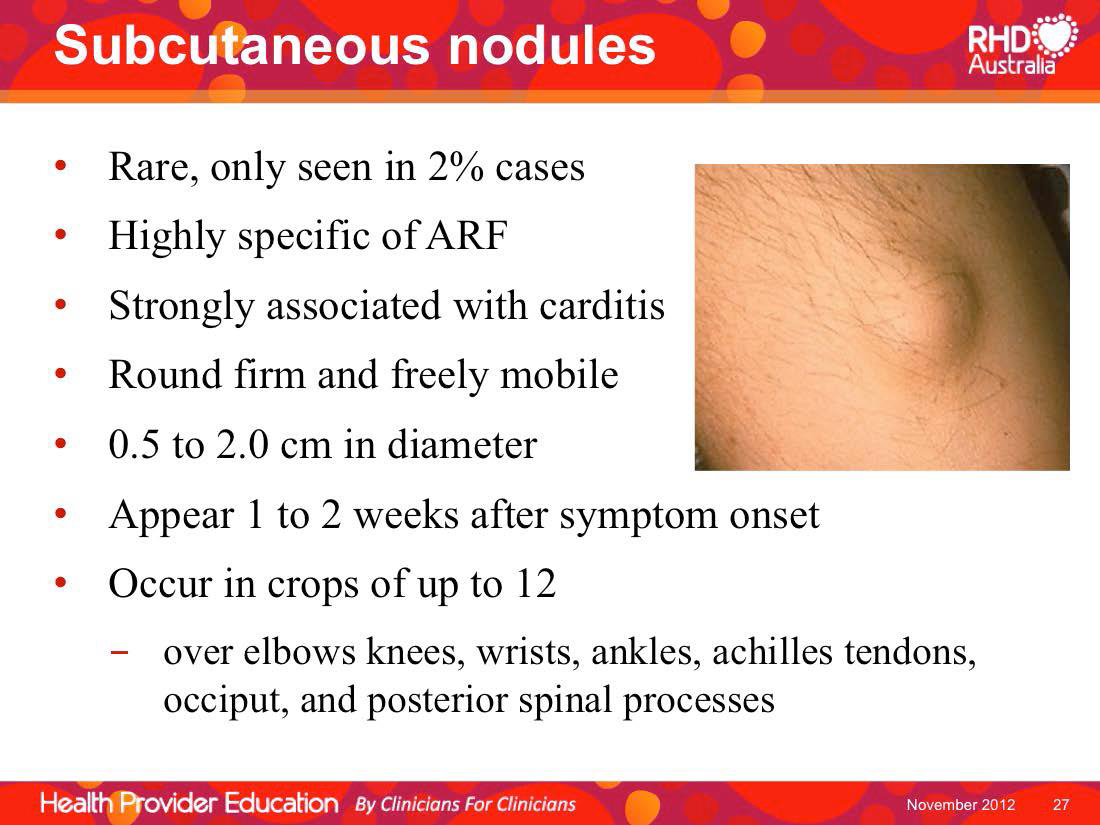 Subcutaneous nodules
RHD
Australia
• Rare, only seen in 2% cases
• Highly specific of ARF
• Strongly associated with carditis
• Round firm and freely mobile
• 0.5 to 2.0 cm in diameter
• Appear 1 to 2 weeks after symptom onset
• Occur in crops of up to 12
– over elbows knees, wrists, ankles, achilles tendons,
occiput, and posterior spinal processes
Health Provider Education By Clinicians For Clinicians
November 2012 27